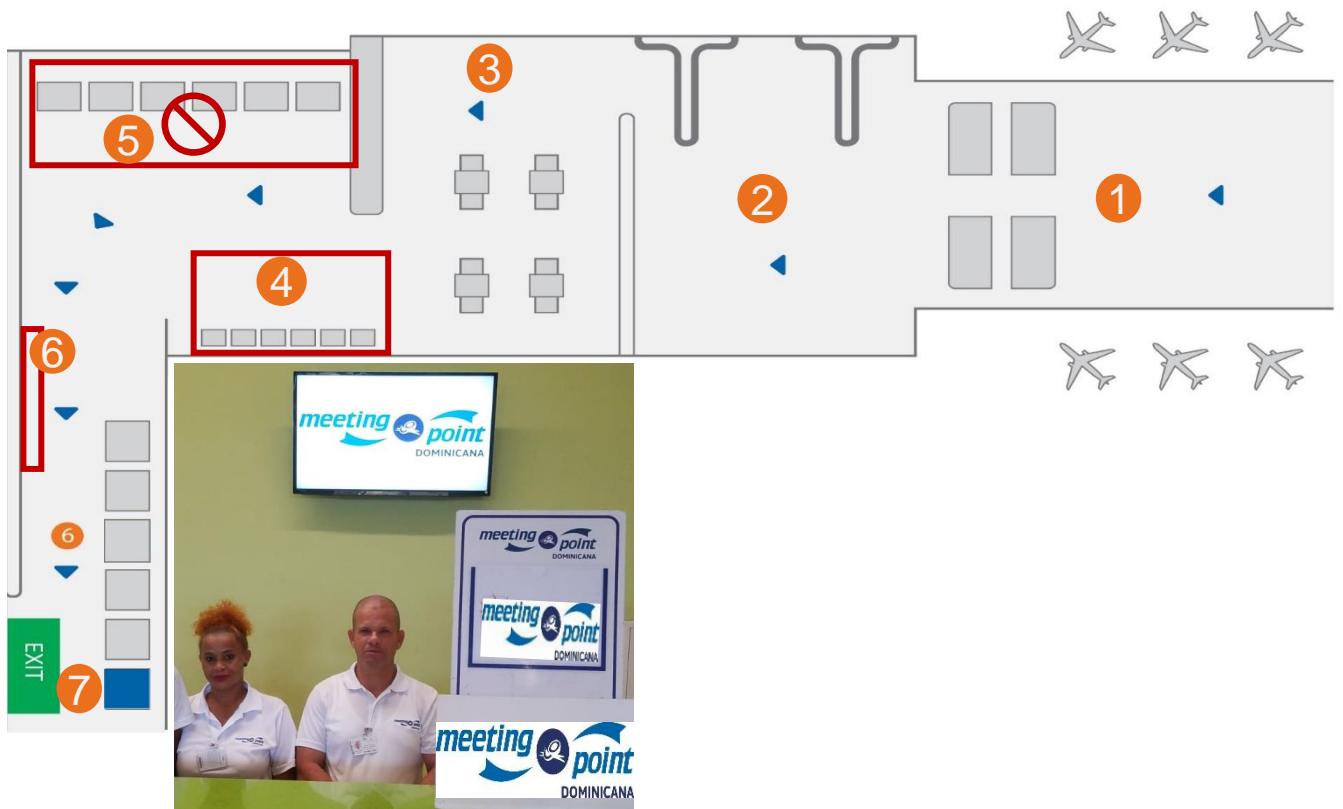 3
5
2
1
4
6
meeting point
DOMINICANA
meeting point
DOMINICANA
6
meeting point
DOMINICANA
EXIT
7
meeting point
DOMINICANA